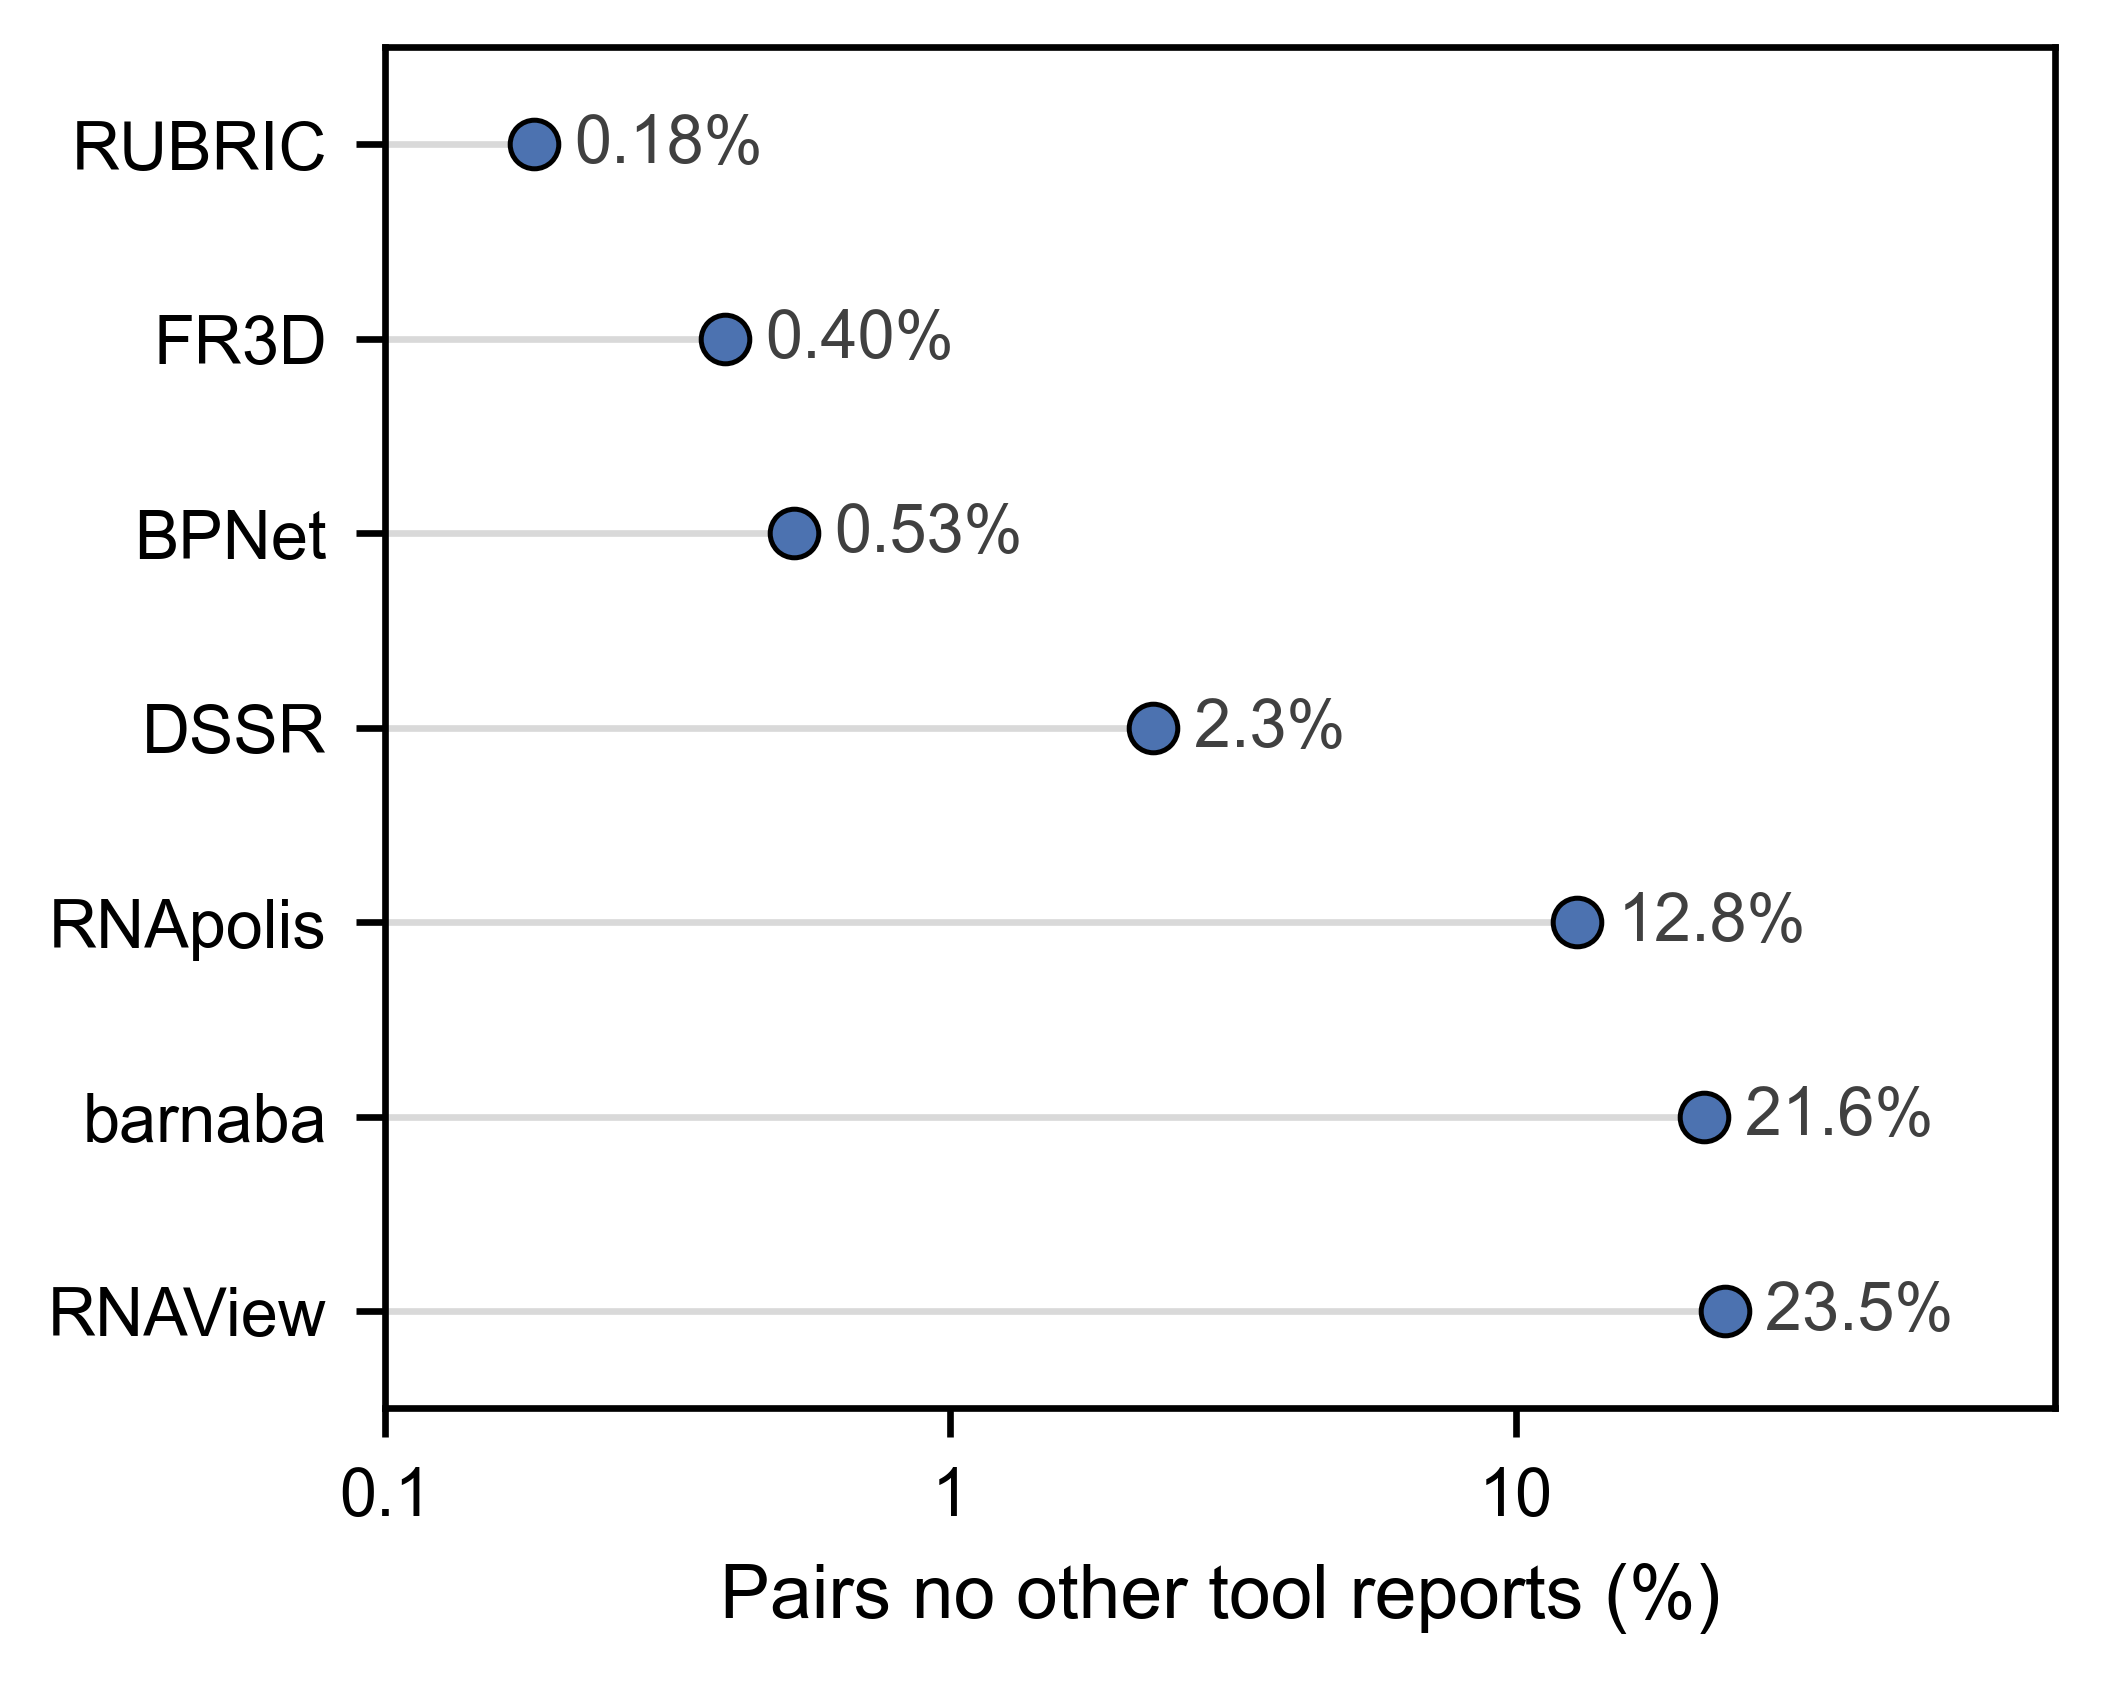 RUBRIC 0.18%
FR3D 0.40%
BPNet 0.53%
DSSR 2.3%
RNApolis 12.8%
barnaba 21.6%
RNAView 23.5%
0.1 1 10
Pairs no other tool reports (%)